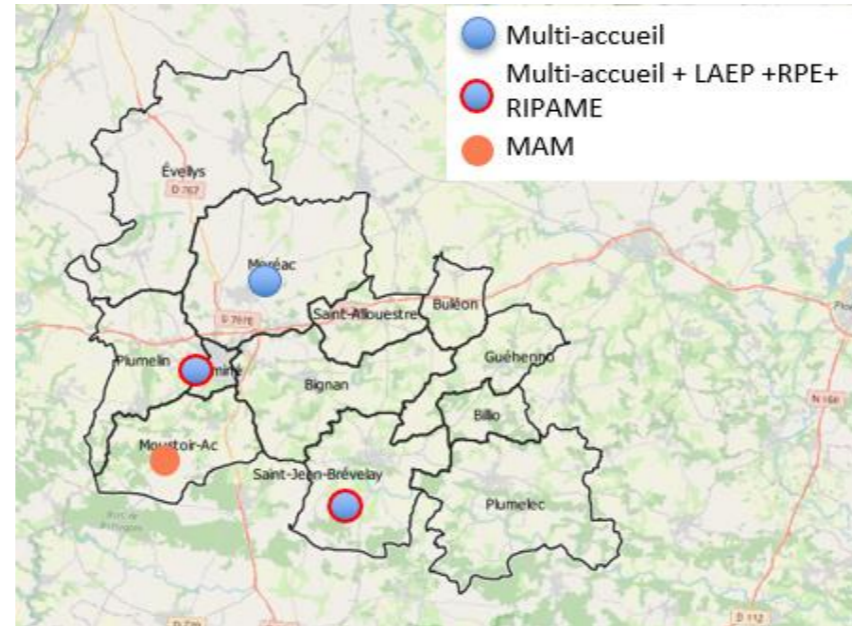 Multi-accueil
Multi-accueil + LAEP +RPE+
RIPAME
MAM
Évellys
D 767
Moréac
Buléon
Saint-Allouestre
Guéhenno
Plumelin
Bignan
Billio
Moustoir-Ac
Saint-Jean-Brévelay
Plumelec
D 112